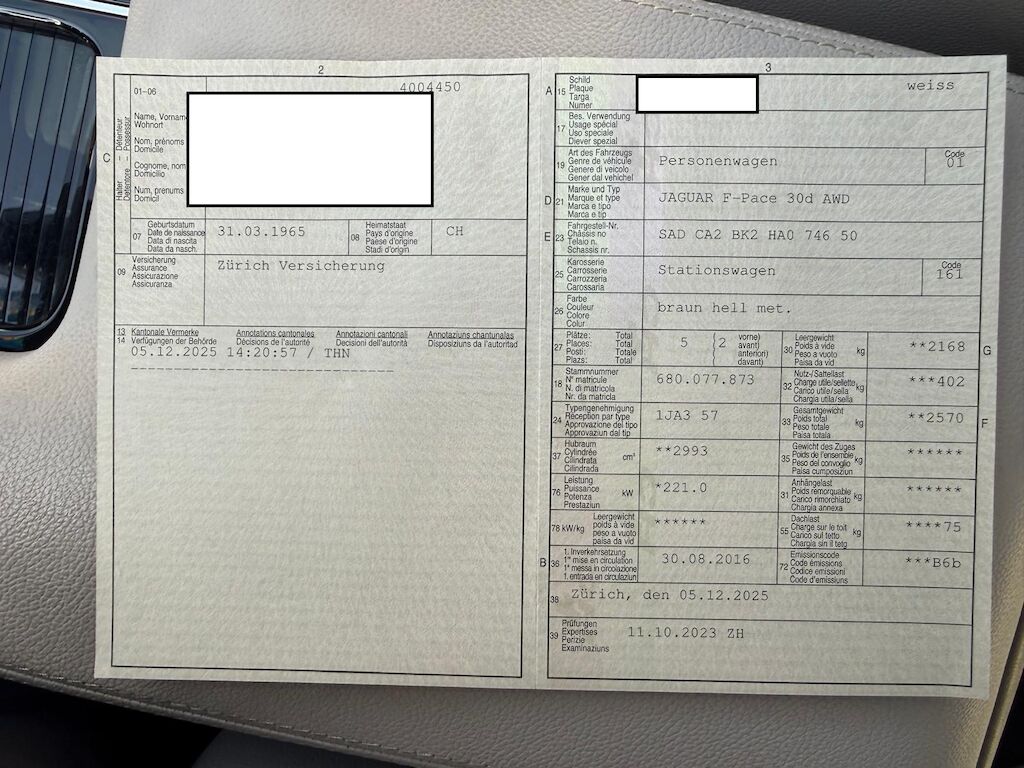 2
01-06
4004450
C
Halter – Détenteur
Detentore – Possessur
Name, Vornam
Wohnort
Nom, prénoms
Domicile
Cognome, nom
Domicilio
Num, prenums
Domicil
07
Geburtsdatum
Date de naissance
Data di nascita
Data da nasch.
31.03.1965
08
Heimatstaat
Pays d'origine
Paese d'origine
Stadi d'origin
CH
09
Versicherung
Assurance
Assicurazione
Assicuranza
Zürich Versicherung
13 Kantonale Vermerke Annotations cantonales Annotazioni cantonali Annotaziuns chantunalas
14 Verfügungen der Behörde Décisions de l'autorité Decisioni dell'autorità Disposiziuns da l'autoritad
05.12.2025 14:20:57 / THN
3
A
15
Schild
Plaque
Targa
Numer
weiss
17
Bes. Verwendung
Usage spécial
Uso speciale
Diever spezial
19
Art des Fahrzeugs
Genre de véhicule
Genere di veicolo
Gener dal vehichel
Personenwagen
Code
01
D
21
Marke und Typ
Marque et type
Marca e tipo
Marca e tip
JAGUAR F-Pace 30d AWD
E
23
Fahrgestell-Nr.
Châssis no
Telaio n.
Schassis nr.
SAD CA2 BK2 HA0 746 50
25
Karosserie
Carrosserie
Carrozzeria
Carossaria
Stationswagen
Code
161
26
Farbe
Couleur
Colore
Colur
braun hell met.
27
Plätze: Total
Places: Total
Posti: Totale
Plazs: Total
5
2
vorne)
avant)
anteriori)
davant)
30
Leergewicht
Poids à vide
Peso a vuoto
Paisa da vid
kg
**2168
G
18
Stammnummer
N° matricule
N. di matricola
Nr. da matricla
680.077.873
32
Nutz-/Sattellast
Charge utile/sellette
Carico utile/sella
Chargia utila/sella
kg
***402
24
Typengenehmigung
Réception par type
Approvazione del tipo
Approvaziun dal tip
1JA3 57
33
Gesamtgewicht
Poids total
Peso totale
Paisa totala
kg
**2570
F
37
Hubraum
Cylindrée
Cilindrata
Cilindrada
cm³
**2993
35
Gewicht des Zuges
Poids de l'ensemble
Peso del convoglio
Paisa cumposiziun
kg
******
76
Leistung
Puissance
Potenza
Prestaziun
kW
*221.0
31
Anhängelast
Poids remorquable
Carico rimorchiato
Chargia annexa
kg
******
78 kW/kg
Leergewicht
poids à vide
peso a vuoto
paisa da vid
******
55
Dachlast
Charge sur le toit
Carico sul tetto
Chargia sin il tetg
kg
****75
B
36
1. Inverkehrsetzung
1re mise en circulation
1a messa in circolazione
1. entrada en circulaziun
30.08.2016
72
Emissionscode
Code émissions
Codice emissioni
Code d'emissiuns
***B6b
38
Zürich, den 05.12.2025
39
Prüfungen
Expertises
Perizie
Examinaziuns
11.10.2023 ZH